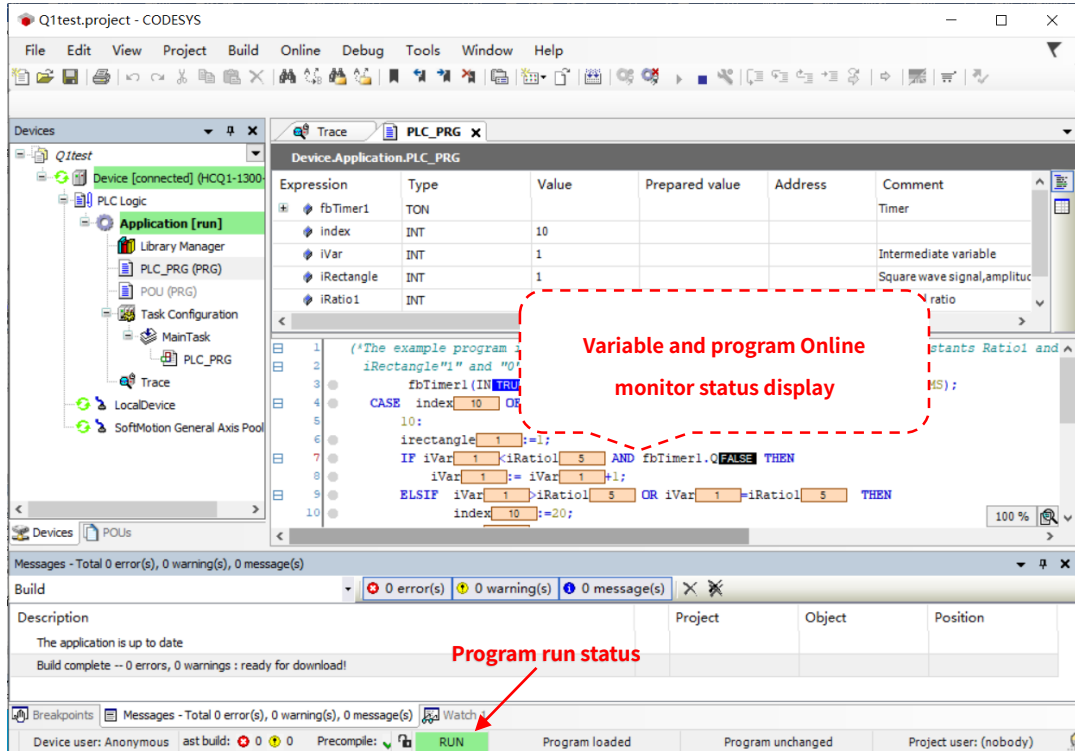 Q1test.project - CODESYS
File Edit View Project Build Online Debug Tools Window Help
Devices
Q1test
Device [connected] (HCQ1-1300-
PLC Logic
Application [run]
Library Manager
PLC_PRG (PRG)
POU (PRG)
Task Configuration
MainTask
PLC_PRG
Trace
LocalDevice
SoftMotion General Axis Pool
Devices POUs
Trace PLC_PRG
Device.Application.PLC_PRG
Expression Type Value Prepared value Address Comment
fbTimer1 TON Timer
index INT 10
iVar INT 1 Intermediate variable
iRectangle INT 1 Square wave signal,amplituc
iRatio1 INT ratio
Variable and program Online
monitor status display
1 (*The example program stants Ratio1 and
2 iRectangle"1" and "0"
3 fbTimer1(IN TRU MS);
4 CASE index 10 OF
5 10:
6 irectangle 1 :=1;
7 IF iVar 1 <iRatio1 5 AND fbTimer1.Q FALSE THEN
8 iVar 1 := iVar 1 +1;
9 ELSIF iVar 1 >iRatio1 5 OR iVar 1 =iRatio1 5 THEN
10 index 10 :=20;
100 %
Messages - Total 0 error(s), 0 warning(s), 0 message(s)
Build 0 error(s) 0 warning(s) 0 message(s)
Description Project Object Position
The application is up to date
Build complete -- 0 errors, 0 warnings : ready for download!
Program run status
Breakpoints Messages - Total 0 error(s), 0 warning(s), 0 message(s) Watch 1
Device user: Anonymous ast build: 0 0 Precompile: RUN Program loaded Program unchanged Project user: (nobody)